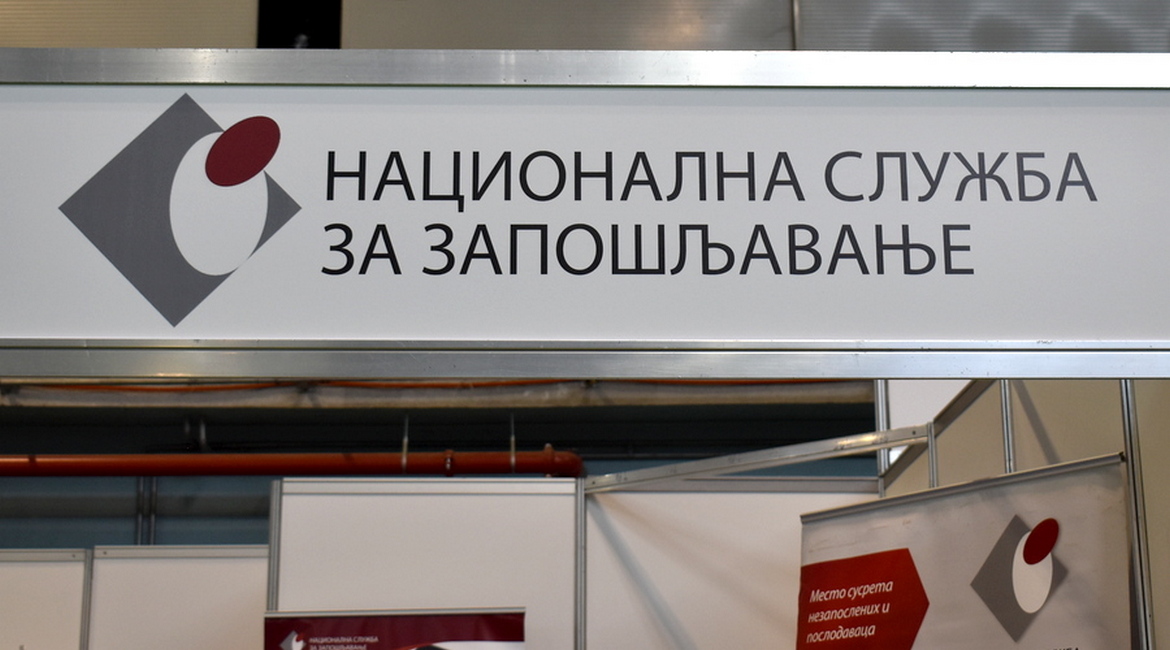 НАЦИОНАЛНА СЛУЖБА
ЗА ЗАПОШЉАВАЊЕ
Место сусрета
незапослених и
послодаваца
НАЦИОНАЛНА СЛУЖБА
ЗА ЗАПОШЉАВАЊЕ